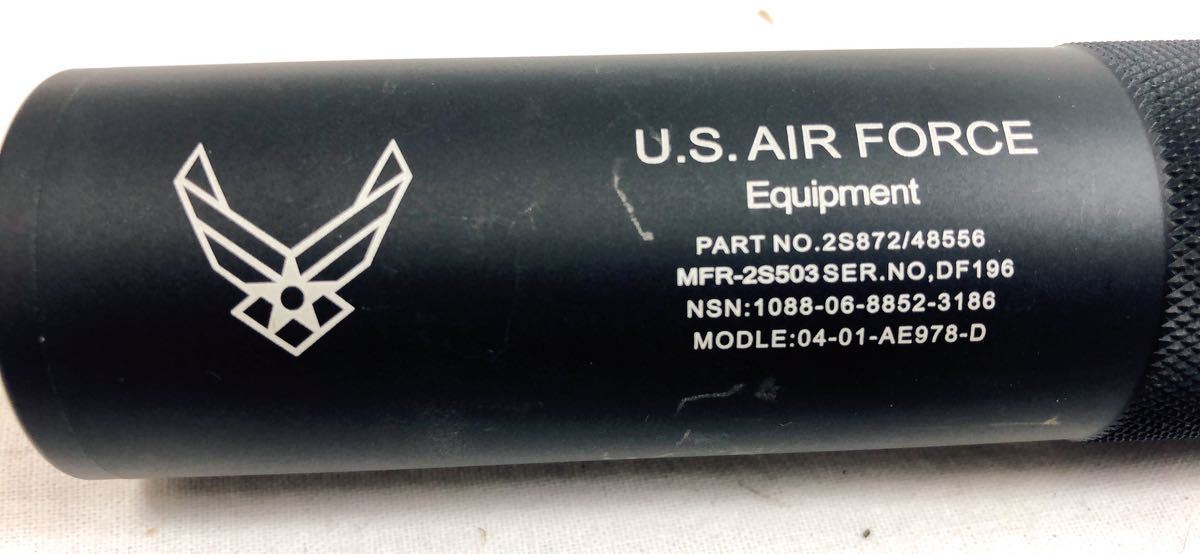 U.S. AIR FORCE
Equipment
PART NO.2S872/48556
MFR-2S503 SER.NO,DF196
NSN:1088-06-8852-3186
MODLE:04-01-AE978-D